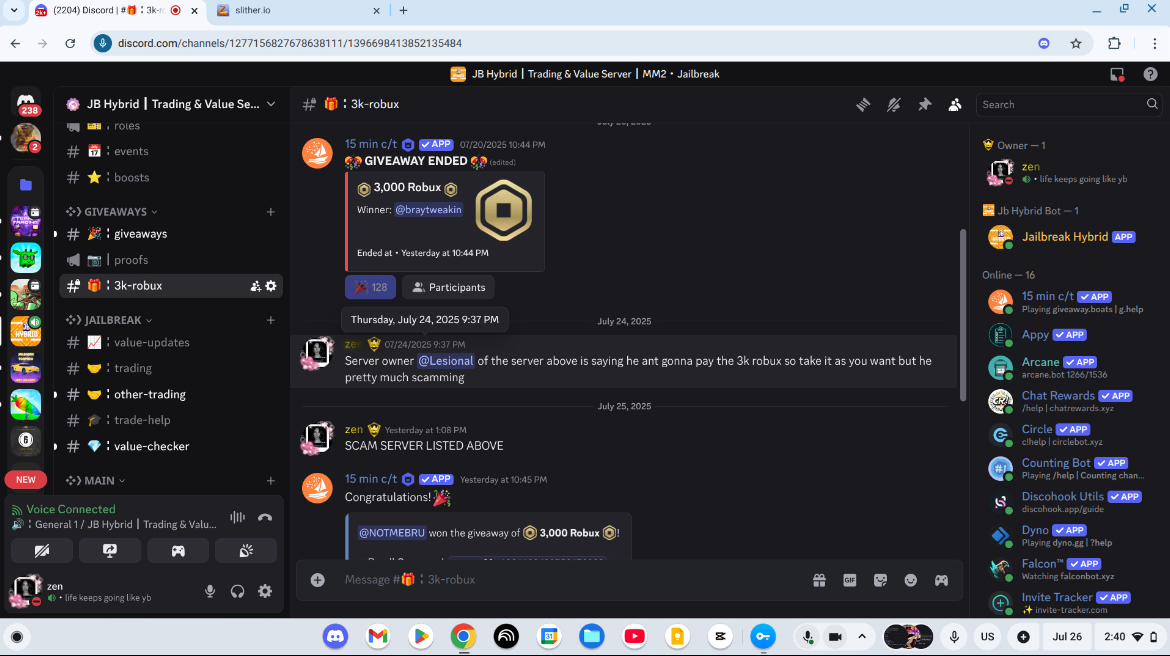 (2204) Discord | #🎁 ¦ 3k-ro
slither.io
discord.com/channels/1277156827678638111/1396698413852135484
JB Hybrid ┃ Trading & Value Server ┃ MM2 • Jailbreak
238
2
NEW
JB Hybrid ┃ Trading & Value Se...
🎫 ¦ roles
📅 ¦ events
⭐ ¦ boosts
GIVEAWAYS
🎉 ¦ giveaways
📷 | proofs
🎁 ¦ 3k-robux
JAILBREAK
📈 ¦ value-updates
🤝 ¦ trading
🤝 ¦ other-trading
🎓 ¦ trade-help
💎 ¦ value-checker
MAIN
Voice Connected
🔊 ¦ General 1 / JB Hybrid ┃ Trading & Valu...
zen
• life keeps going like yb
🎁 ¦ 3k-robux
Search
15 min c/t ✓ APP 07/20/2025 10:44 PM
GIVEAWAY ENDED (edited)
3,000 Robux
Winner: @braytweakin
Ended at • Yesterday at 10:44 PM
🎉 128 Participants
Thursday, July 24, 2025 9:37 PM
July 24, 2025
zen 07/24/2025 9:37 PM
Server owner @Lesional of the server above is saying he ant gonna pay the 3k robux so take it as you want but he
pretty much scamming
July 25, 2025
zen Yesterday at 1:08 PM
SCAM SERVER LISTED ABOVE
15 min c/t ✓ APP Yesterday at 10:45 PM
Congratulations! 🎉
@NOTMEBRU won the giveaway of 3,000 Robux !
Message #🎁 ¦ 3k-robux
GIF
Owner — 1
zen
• life keeps going like yb
Jb Hybrid Bot — 1
Jailbreak Hybrid APP
Online — 16
15 min c/t ✓ APP
Playing giveaway.boats | g.help
Appy ✓ APP
Arcane ✓ APP
arcane.bot 1266/1536
Chat Rewards ✓ APP
/help | chatrewards.xyz
Circle ✓ APP
c!help | circlebot.xyz
Counting Bot ✓ APP
Playing /help | Counting chan...
Discohook Utils ✓ APP
discohook.app/guide
Dyno ✓ APP
Playing dyno.gg | ?help
Falcon™ ✓ APP
Watching falconbot.xyz
Invite Tracker ✓ APP
✨ invite-tracker.com
US
Jul 26
2:40